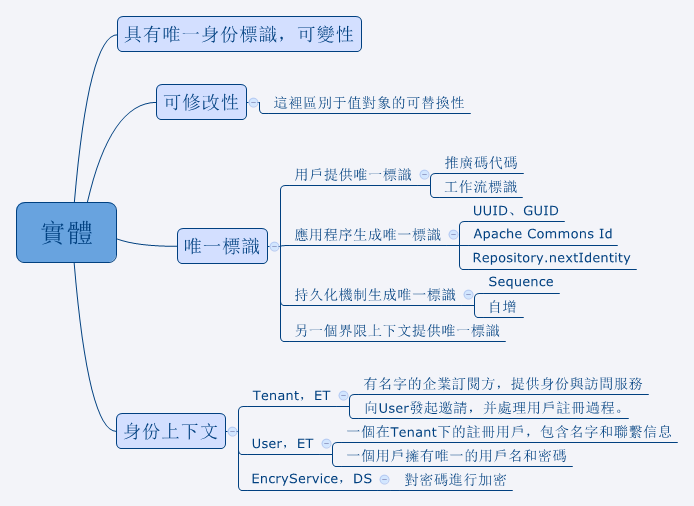 實體
具有唯一身份標識，可變性
可修改性
這裡區別于值對象的可替換性
唯一標識
用戶提供唯一標識
推廣碼代碼
工作流標識
應用程序生成唯一標識
UUID、GUID
Apache Commons Id
Repository.nextIdentity
持久化機制生成唯一標識
Sequence
自增
另一個界限上下文提供唯一標識
身份上下文
Tenant，ET
有名字的企業訂閱方，提供身份與訪問服務
向User發起邀請，并處理用戶註冊過程。
User，ET
一個在Tenant下的註冊用戶，包含名字和聯繫信息
一個用戶擁有唯一的用戶名和密碼
EncryService，DS
對密碼進行加密